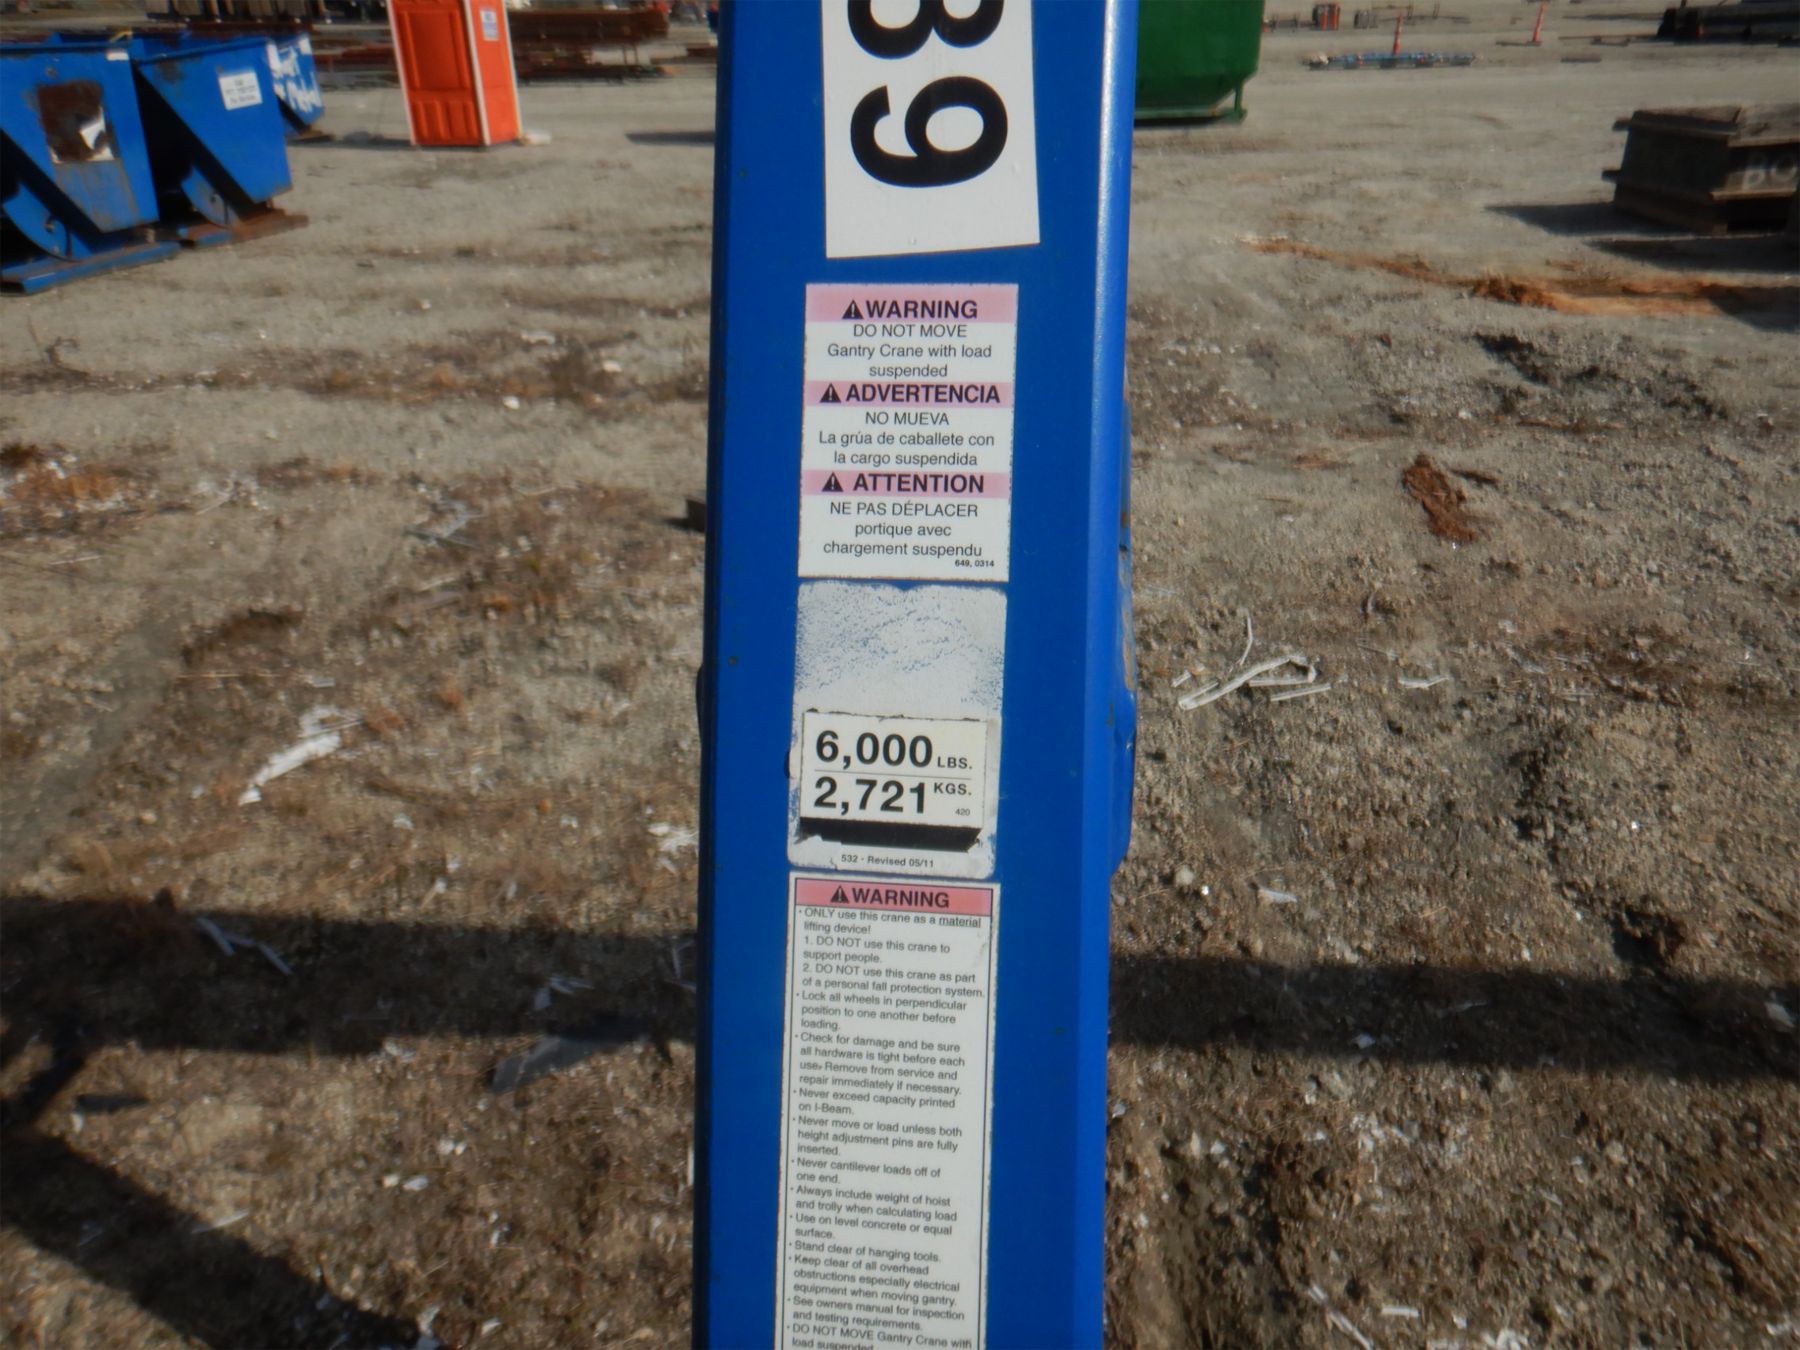 89
WARNING
DO NOT MOVE
Gantry Crane with load
suspended
ADVERTENCIA
NO MUEVA
La grúa de caballete con
la cargo suspendida
ATTENTION
NE PAS DÉPLACER
portique avec
chargement suspendu
649, 0314
6,000 LBS.
2,721 KGS.
420
532 - Revised 05/11
WARNING
• ONLY use this crane as a material
lifting device!
1. DO NOT use this crane to
support people.
2. DO NOT use this crane as part
of a personal fall protection system.
• Lock all wheels in perpendicular
position to one another before
loading.
• Check for damage and be sure
all hardware is tight before each
use. Remove from service and
repair immediately if necessary.
• Never exceed capacity printed
on I-Beam.
• Never move or load unless both
height adjustment pins are fully
inserted.
• Never cantilever loads off of
one end.
• Always include weight of hoist
and trolly when calculating load
• Use on level concrete or equal
surface.
• Stand clear of hanging tools.
• Keep clear of all overhead
obstructions especially electrical
equipment when moving gantry.
• See owners manual for inspection
and testing requirements.
• DO NOT MOVE Gantry Crane with
load suspended
BO